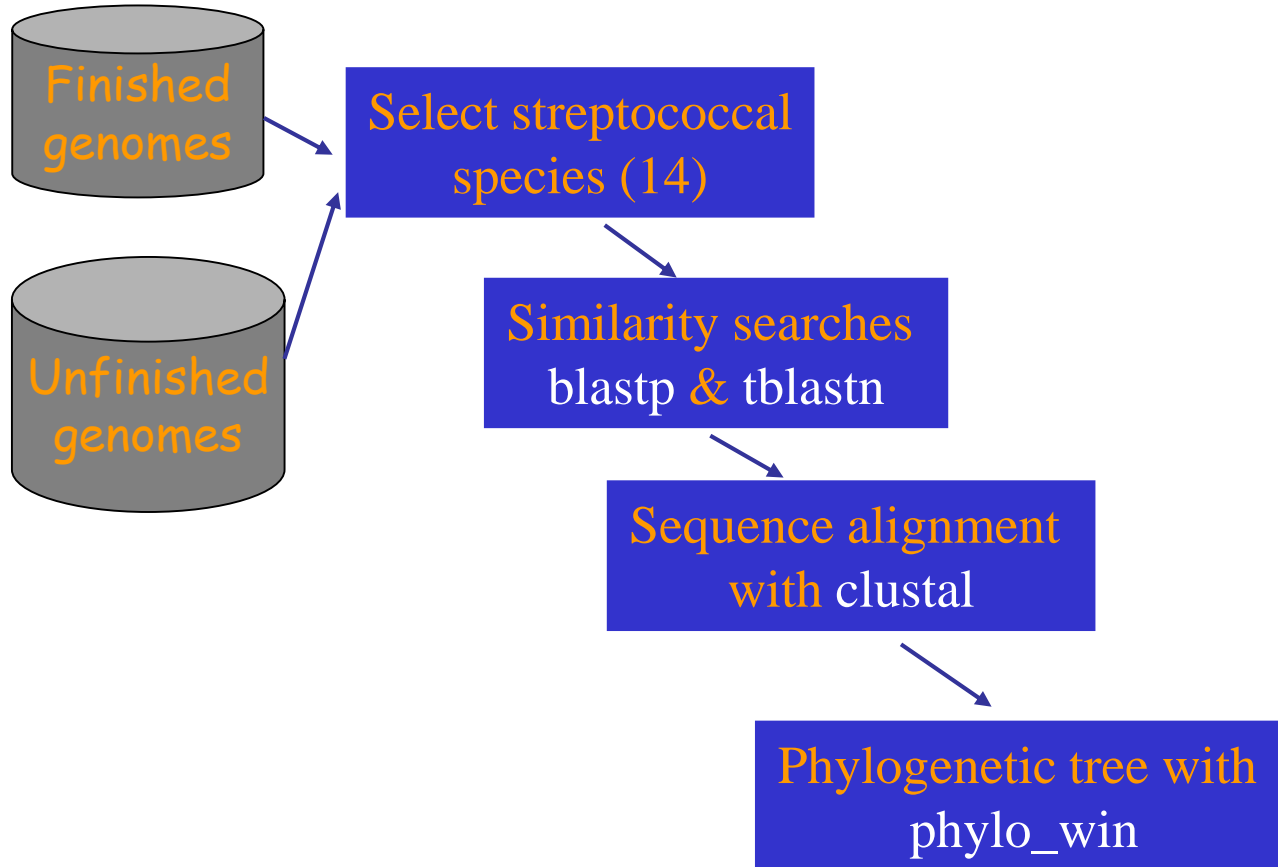 Finished
genomes
Select streptococcal
species (14)
Unfinished
genomes
Similarity searches
blastp & tblastn
Sequence alignment
with clustal
Phylogenetic tree with
phylo_win